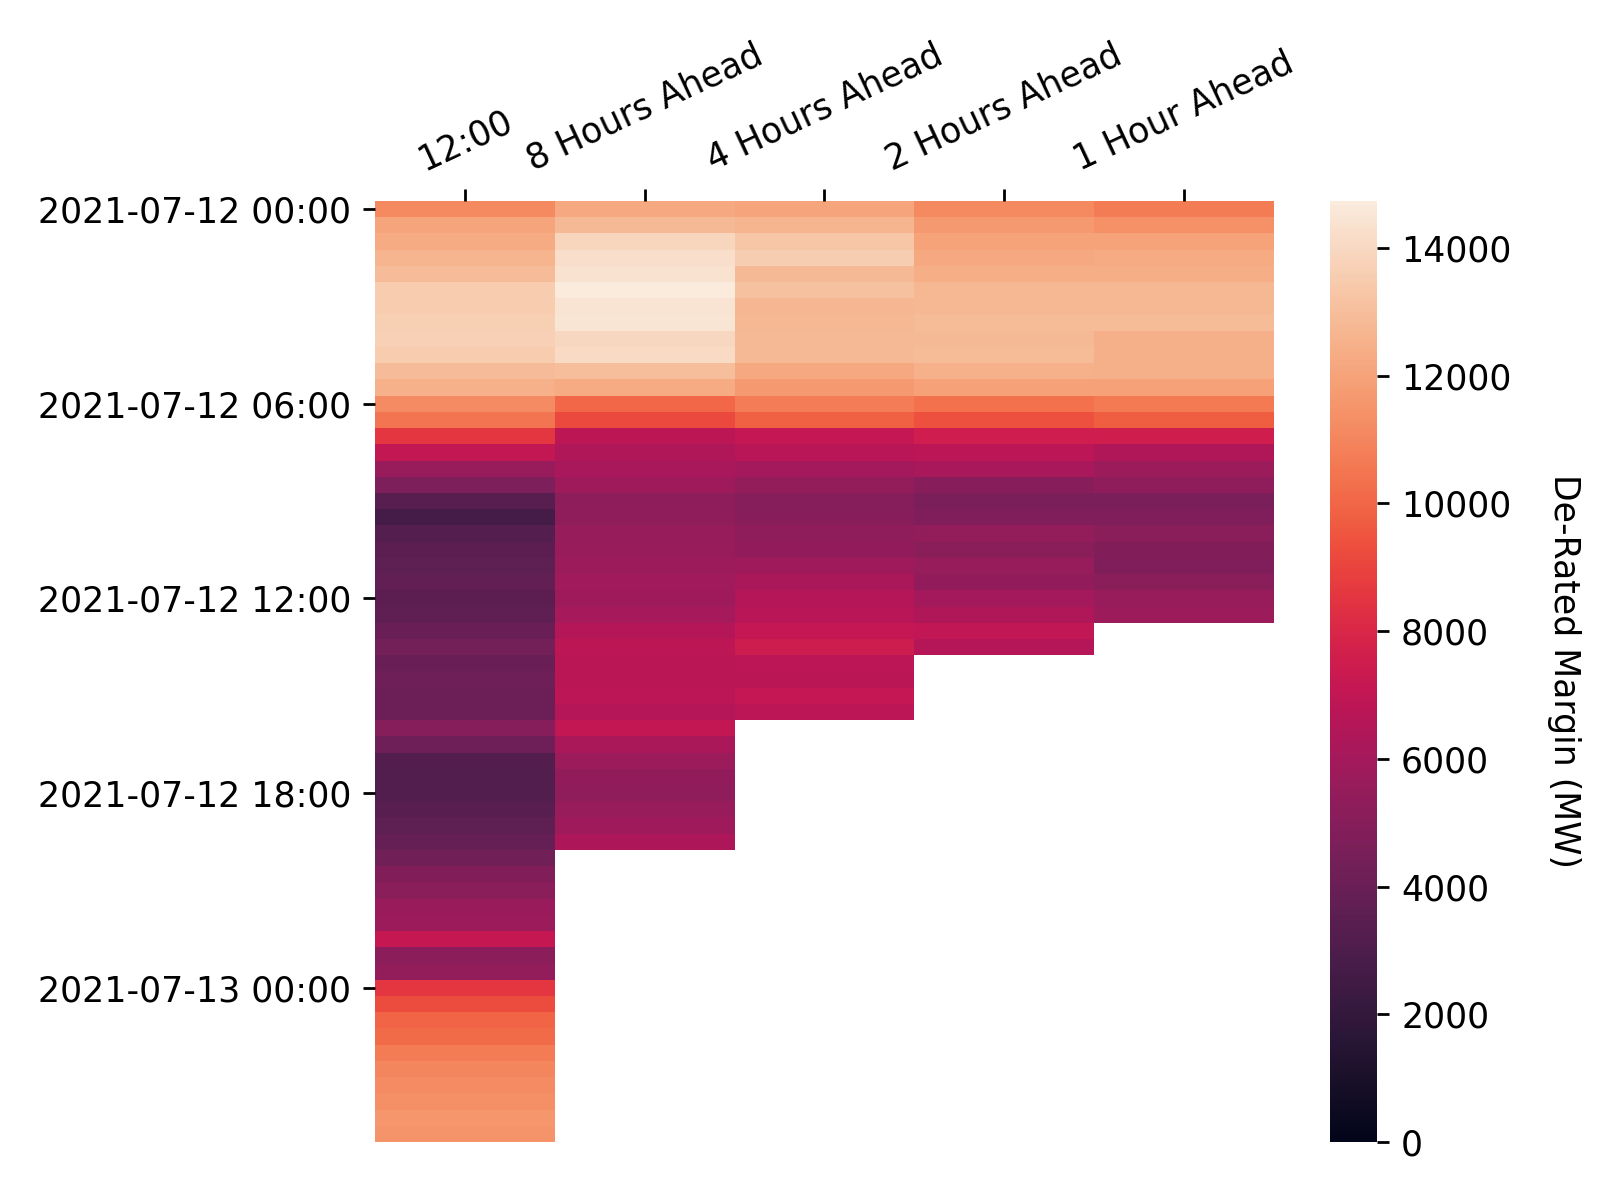 12:00
8 Hours Ahead
4 Hours Ahead
2 Hours Ahead
1 Hour Ahead
2021-07-12 00:00
2021-07-12 06:00
2021-07-12 12:00
2021-07-12 18:00
2021-07-13 00:00
14000
12000
10000
8000
6000
4000
2000
0
De-Rated Margin (MW)